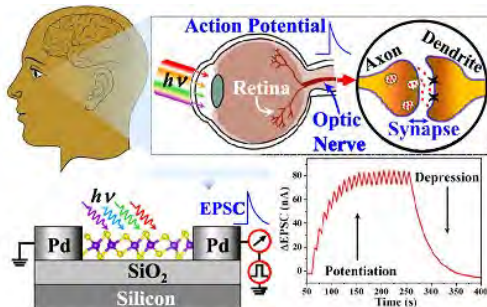 Action Potential
hν
Retina
Optic
Nerve
Axon
Dendrite
Synapse
hν
EPSC
Pd
Pd
SiO₂
Silicon
ΔEPSC (nA)
80
60
40
20
0
Depression
Potentiation
50 100 150 200 250 300 350 400
Time (s)